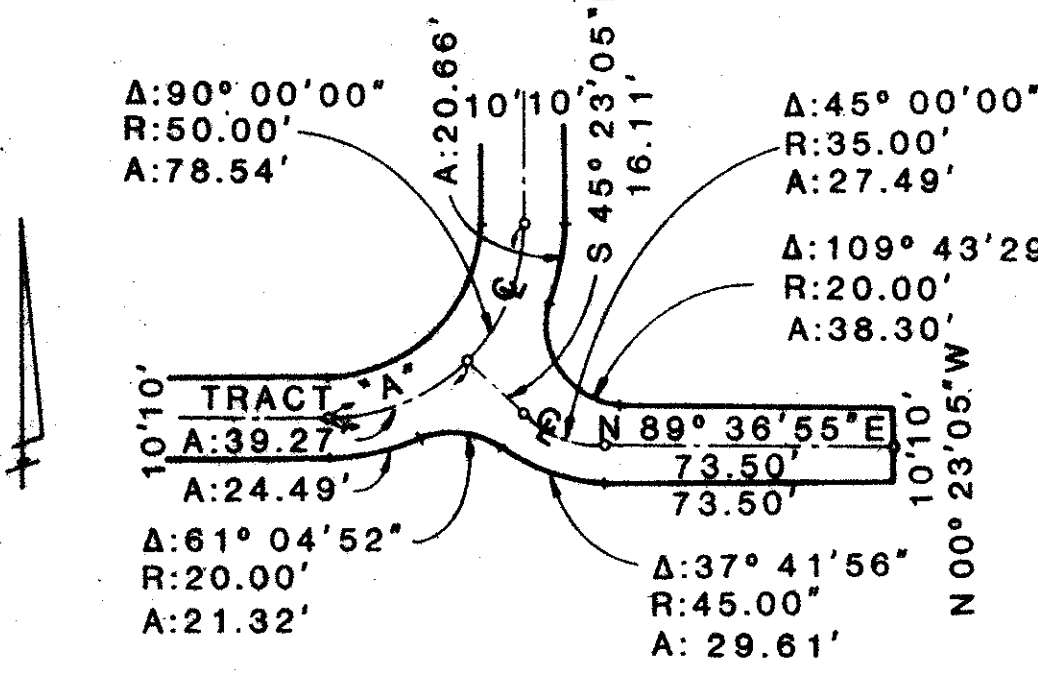 Δ:90° 00'00"
R:50.00'
A:78.54'
A:20.66'
10'10'
S 45° 23'05"
16.11'
Δ:45° 00'00"
R:35.00'
A:27.49'
Δ:109° 43'29
R:20.00'
A:38.30'
℄
10'10'
TRACT "A"
A:39.27
A:24.49'
℄
N 89° 36'55"E
73.50'
73.50'
10'10'
N 00° 23'05"W
Δ:61° 04'52"
R:20.00'
A:21.32'
Δ:37° 41'56"
R:45.00"
A: 29.61'